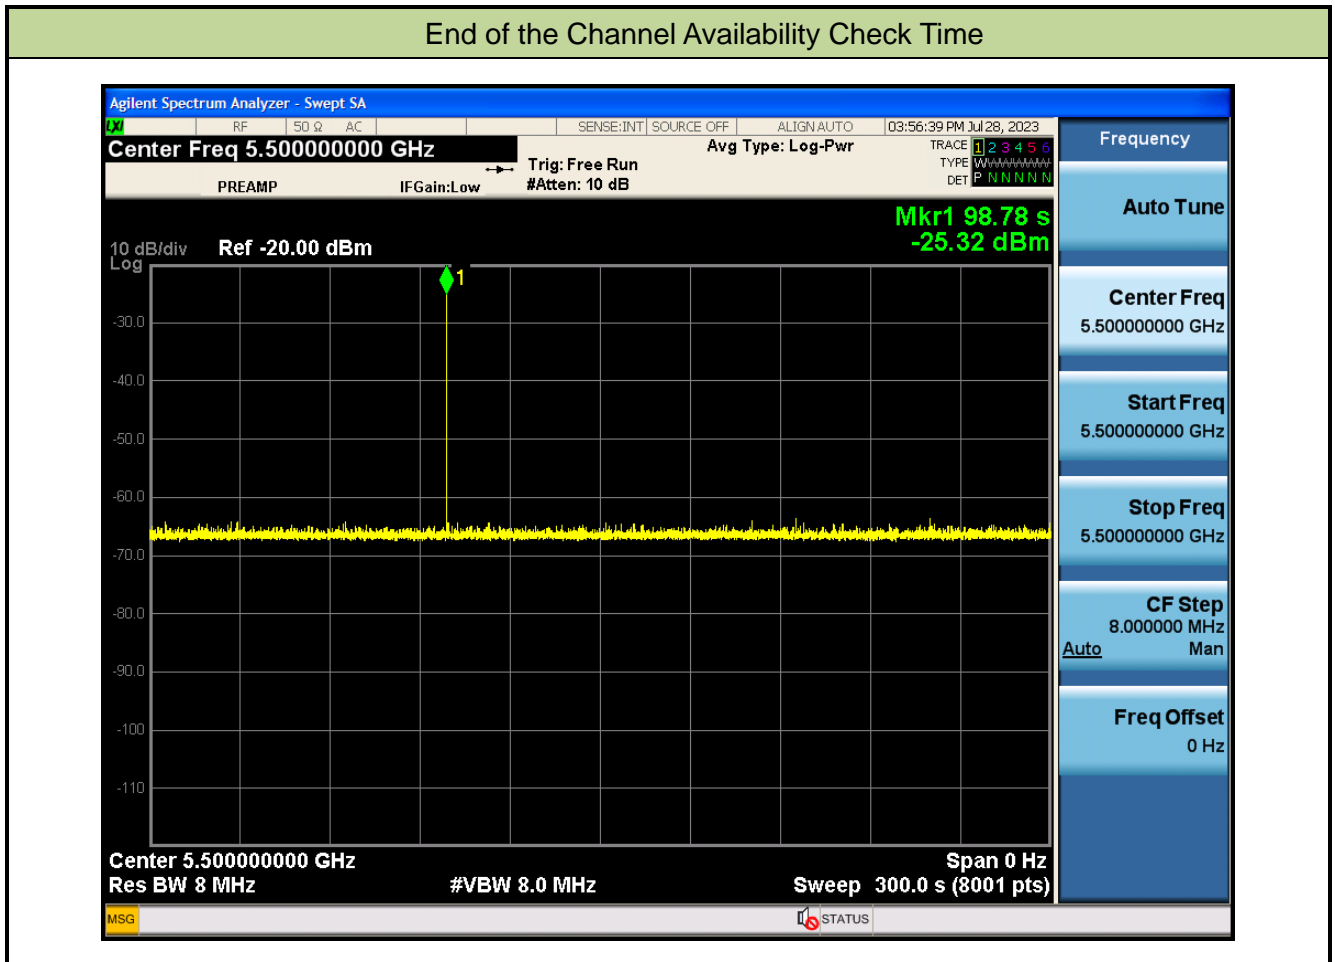 End of the Channel Availability Check Time
Agilent Spectrum Analyzer - Swept SA
LXI RF 50 Ω AC SENSE:INT SOURCE OFF ALIGN AUTO 03:56:39 PM Jul 28, 2023
Center Freq 5.500000000 GHz
PREAMP IFGain:Low
Trig: Free Run
#Atten: 10 dB
Avg Type: Log-Pwr
TRACE 1 2 3 4 5 6
TYPE WWWWWWW
DET P N N N N N
Mkr1 98.78 s
-25.32 dBm
10 dB/div Ref -20.00 dBm
Log
1
-30.0
-40.0
-50.0
-60.0
-70.0
-80.0
-90.0
-100
-110
Center 5.500000000 GHz Span 0 Hz
Res BW 8 MHz #VBW 8.0 MHz Sweep 300.0 s (8001 pts)
MSG STATUS
Frequency
Auto Tune
Center Freq
5.500000000 GHz
Start Freq
5.500000000 GHz
Stop Freq
5.500000000 GHz
CF Step
8.000000 MHz
Auto Man
Freq Offset
0 Hz